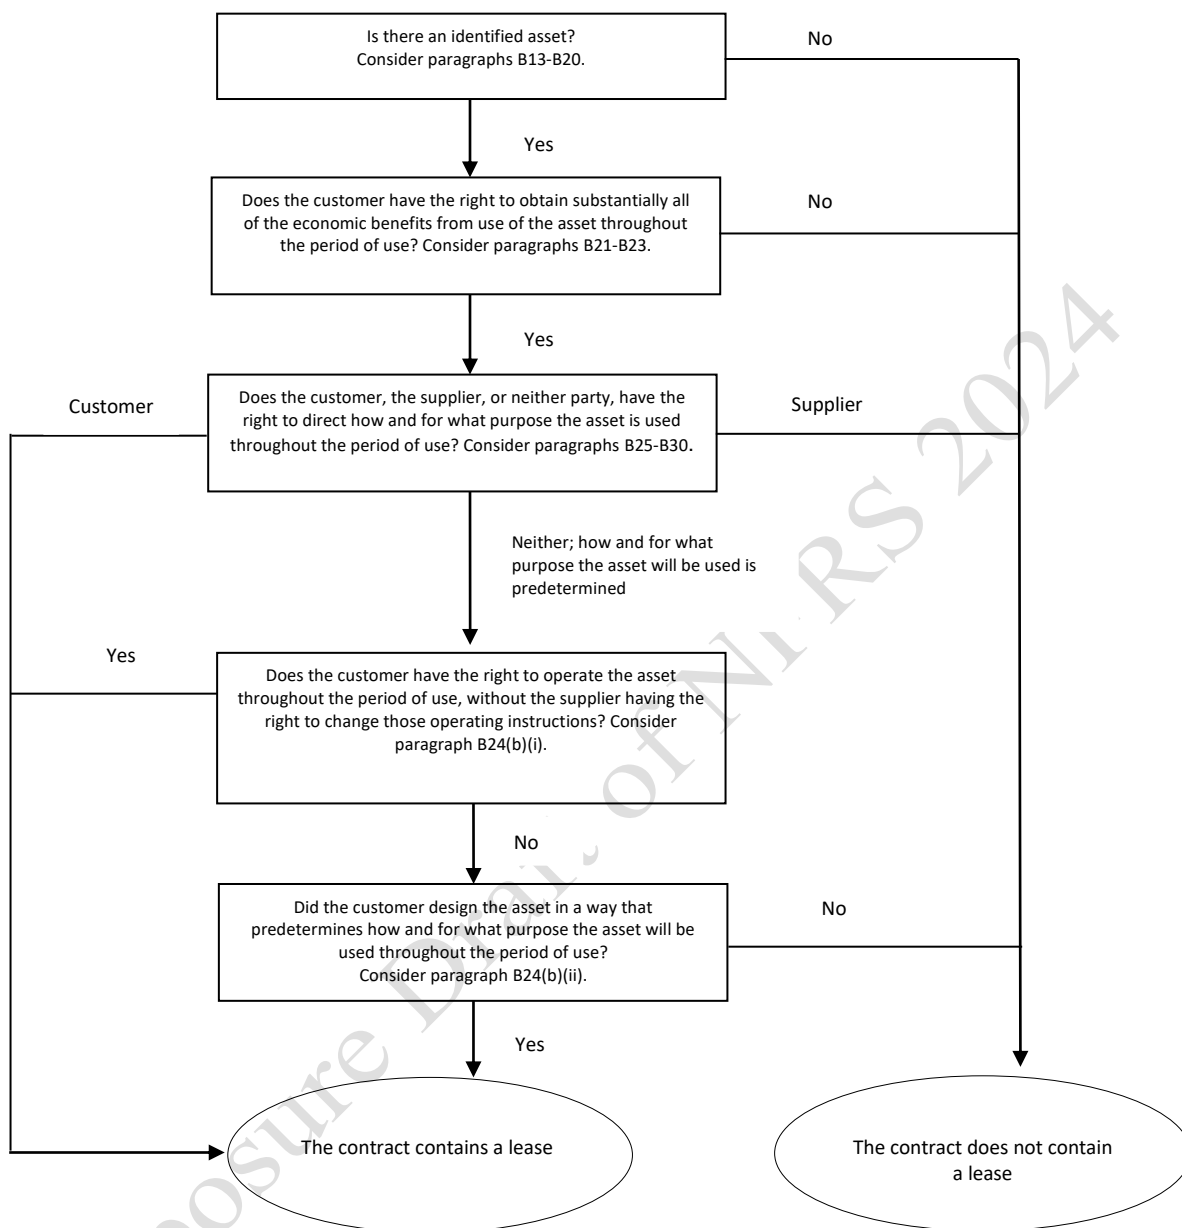 Is there an identified asset?
Consider paragraphs B13-B20.
No
Yes
Does the customer have the right to obtain substantially all
of the economic benefits from use of the asset throughout
the period of use? Consider paragraphs B21-B23.
No
Yes
Does the customer, the supplier, or neither party, have the
right to direct how and for what purpose the asset is used
throughout the period of use? Consider paragraphs B25-B30.
Customer
Supplier
Neither; how and for what
purpose the asset will be used is
predetermined
Yes
Does the customer have the right to operate the asset
throughout the period of use, without the supplier having the
right to change those operating instructions? Consider
paragraph B24(b)(i).
No
Did the customer design the asset in a way that
predetermines how and for what purpose the asset will be
used throughout the period of use?
Consider paragraph B24(b)(ii).
No
Yes
The contract contains a lease
The contract does not contain
a lease
of
2024